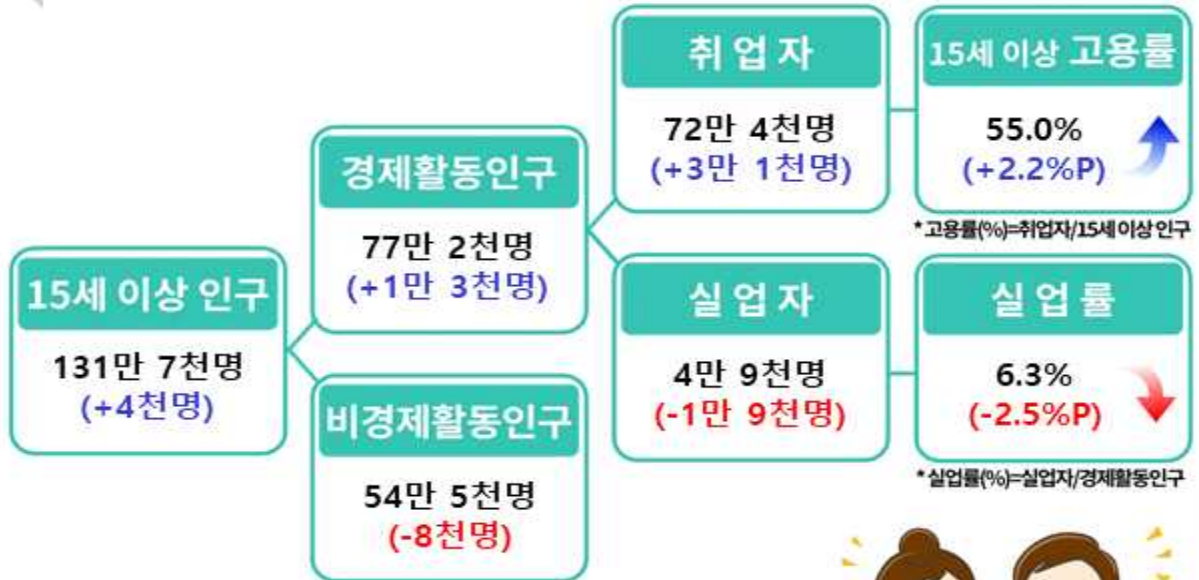 15세 이상 인구
131만 7천명
(+4천명)
경제활동인구
77만 2천명
(+1만 3천명)
비경제활동인구
54만 5천명
(-8천명)
취 업 자
72만 4천명
(+3만 1천명)
15세 이상 고용률
55.0%
(+2.2%P)
*고용률(%)=취업자/15세이상 인구
실 업 자
4만 9천명
(-1만 9천명)
실 업 률
6.3%
(-2.5%P)
*실업률(%)=실업자/경제활동인구